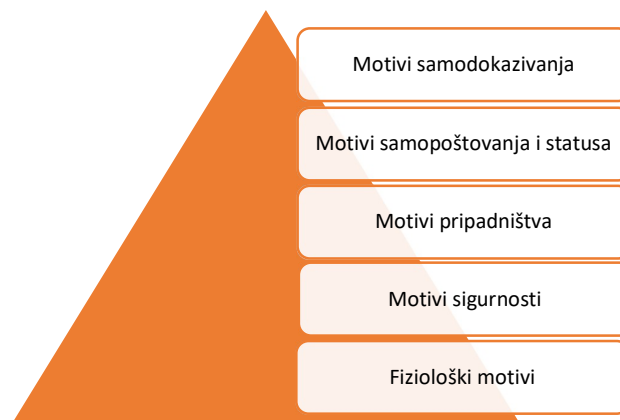 Motivi samodokazivanja
Motivi samopoštovanja i statusa
Motivi pripadništva
Motivi sigurnosti
Fiziološki motivi